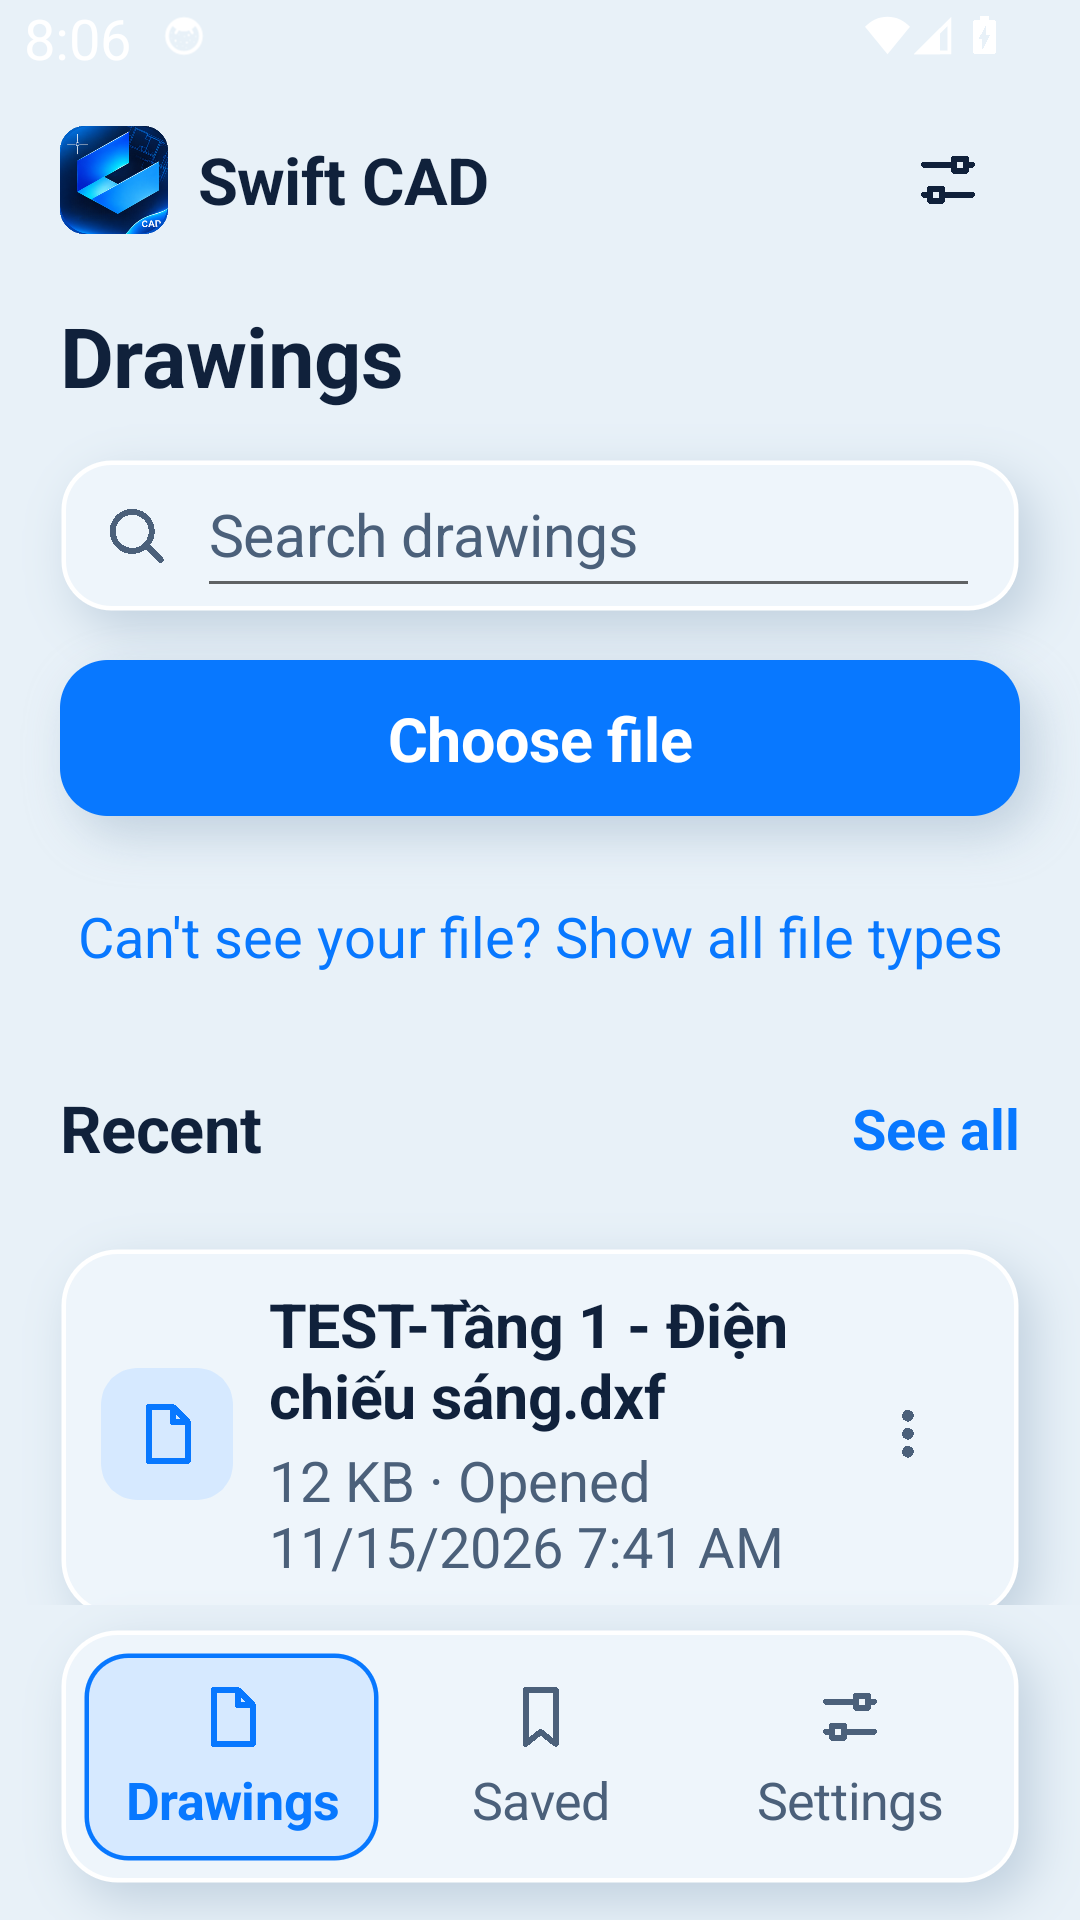 8:06
CAD
Swift CAD
Drawings
Search drawings
Choose file
Can't see your file? Show all file types
Recent
See all
TEST-Tầng 1 - Điện
chiếu sáng.dxf
12 KB · Opened
11/15/2026 7:41 AM
Drawings
Saved
Settings